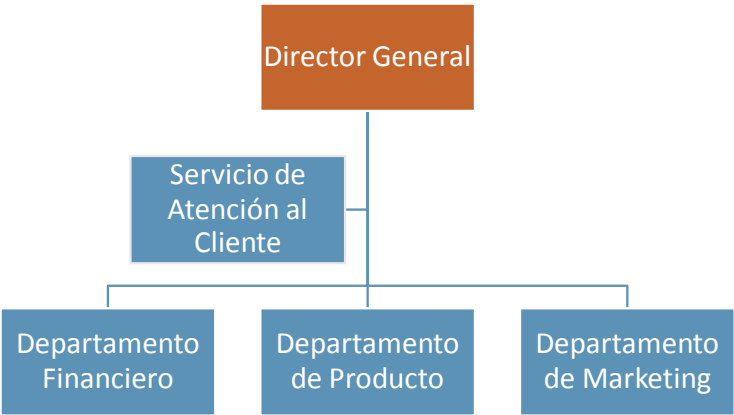 Director General
Servicio de
Atención al
Cliente
Departamento
Financiero
Departamento
de Producto
Departamento
de Marketing